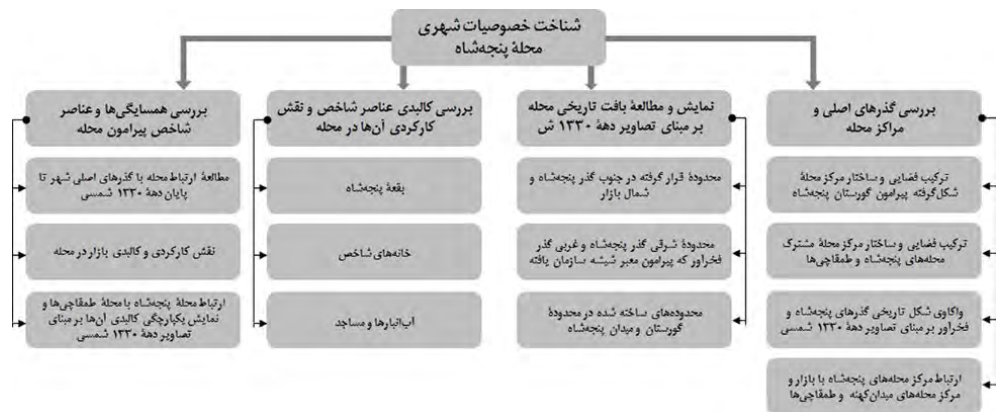 شناخت خصوصیات شهری
محلهٔ پنجه‌شاه
بررسی گذرهای اصلی و
مراکز محله
ترکیب فضایی و ساختار مرکز محلهٔ
شکل‌گرفته پیرامون گورستان پنجه‌شاه
ترکیب فضایی و ساختار مرکز محلهٔ مشترک
محله‌های پنجه‌شاه و طمقاچی‌ها
واکاوی شکل تاریخی گذرهای پنجه‌شاه و
فخرآور بر مبنای تصاویر دههٔ ۱۳۳۰ شمسی
ارتباط مرکز محله‌های پنجه‌شاه با بازار و
مرکز محله‌های میدان‌کهنه و طمقاچی‌ها
نمایش و مطالعهٔ بافت تاریخی محله
بر مبنای تصاویر دههٔ ۱۳۳۰ ش
محدودهٔ قرار گرفته در جنوب گذر پنجه‌شاه و
شمال بازار
محدودهٔ شرقی گذر پنجه‌شاه و غربی گذر
فخرآور که پیرامون معبر شیشه سازمان یافته
محدوده‌های ساخته شده در محدودهٔ
گورستان و میدان پنجه‌شاه
بررسی کالبدی عناصر شاخص و نقش
کارکردی آن‌ها در محله
بقعهٔ پنجه‌شاه
خانه‌های شاخص
آب‌انبارها و مساجد
بررسی همسایگی‌ها و عناصر
شاخص پیرامون محله
مطالعهٔ ارتباط محله با گذرهای اصلی شهر تا
پایان دههٔ ۱۳۳۰ شمسی
نقش کارکردی و کالبدی بازار در محله
ارتباط محلهٔ پنجه‌شاه با محلهٔ طمقاچی‌ها و
نمایش یکپارچگی کالبدی آن‌ها بر مبنای
تصاویر دههٔ ۱۳۳۰ شمسی